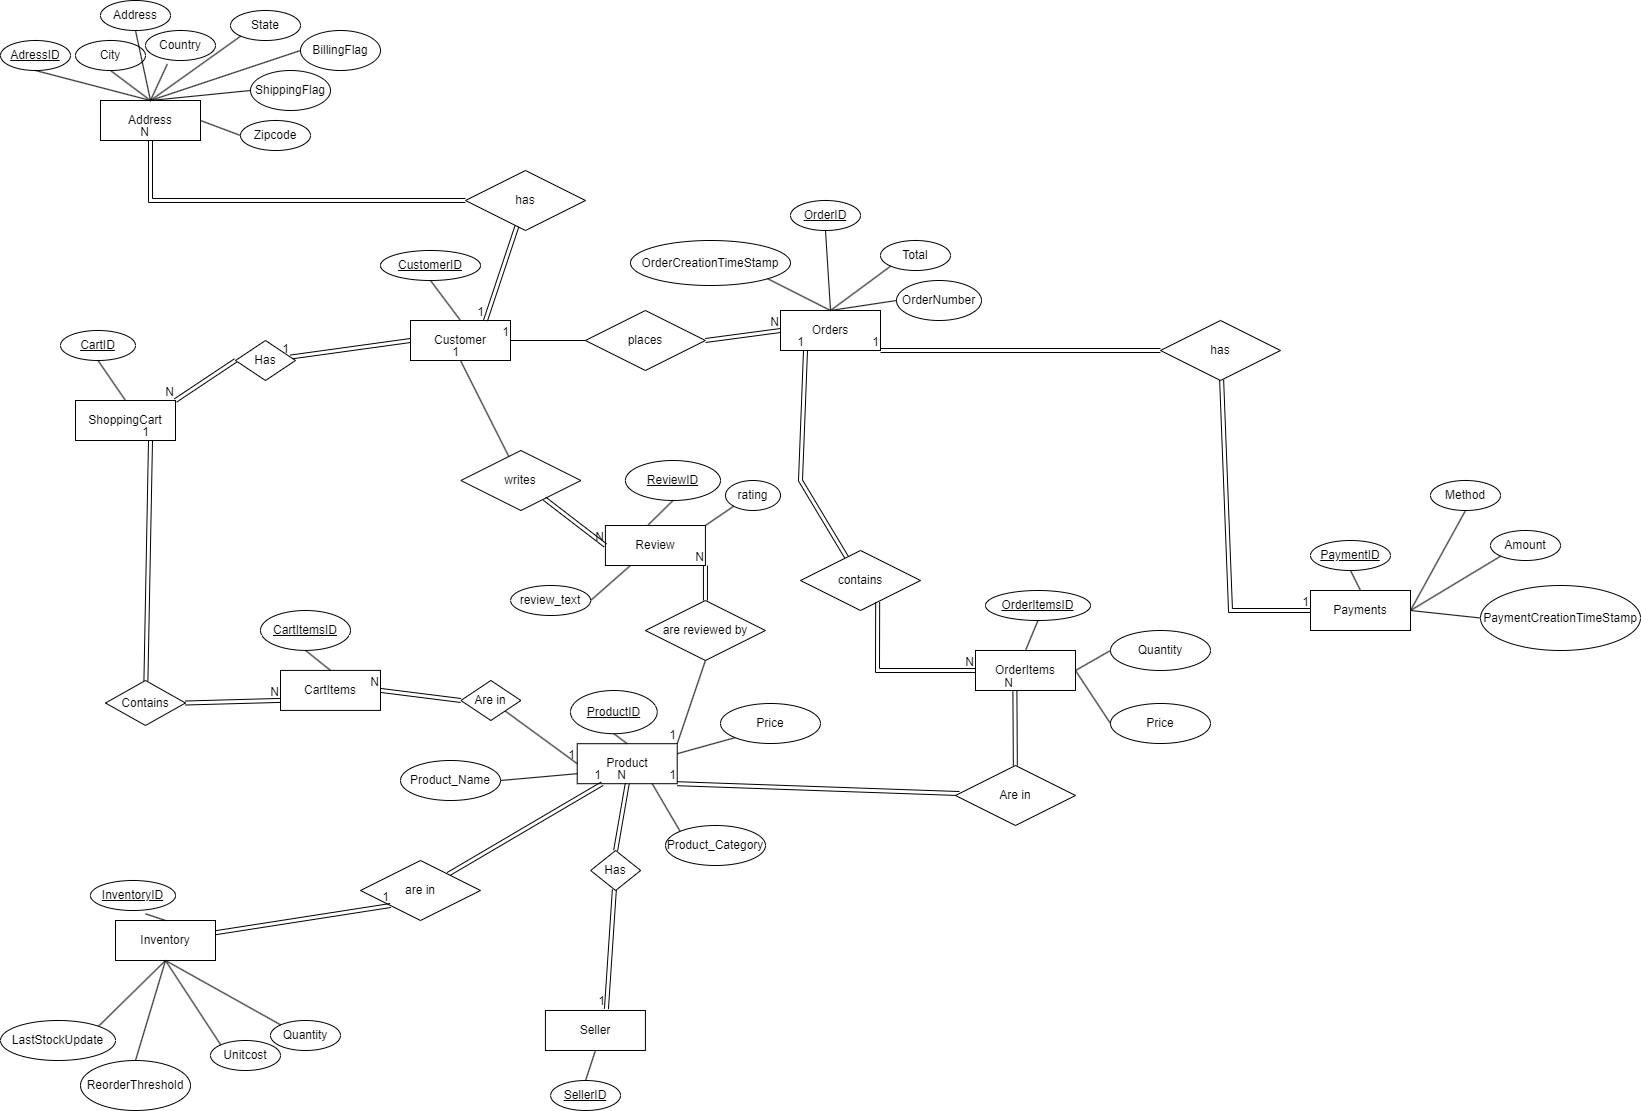 Address
State
Country
BillingFlag
AdressID
City
ShippingFlag
Address
N
Zipcode
has
OrderID
OrderCreationTimeStamp
Total
CustomerID
OrderNumber
1
N
Customer
1
places
Orders
1
1
1
has
CartID
1
Has
1
N
ShoppingCart
1
writes
ReviewID
rating
Method
N
Review
N
Amount
PaymentID
contains
1
Payments
PaymentCreationTimeStamp
review_text
OrderItemsID
CartItemsID
are reviewed by
Quantity
N
OrderItems
N
N
CartItems
N
Contains
Are in
ProductID
Price
Price
1
1
Product
1
N
1
Product_Name
Are in
Product_Category
Has
are in
1
InventoryID
Inventory
1
Seller
LastStockUpdate
Quantity
Unitcost
ReorderThreshold
SellerID